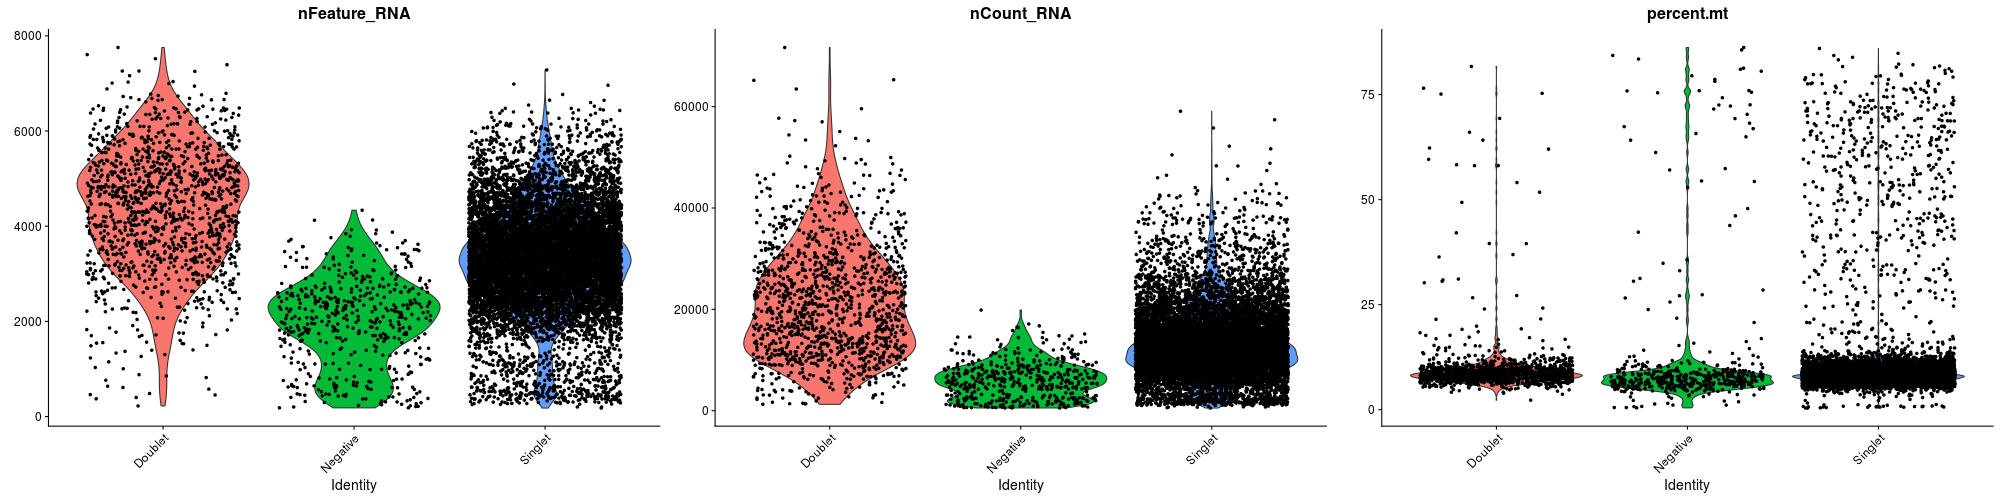 nFeature_RNA
8000
6000
4000
2000
0
Doublet
Negative
Singlet
Identity
nCount_RNA
60000
40000
20000
0
Doublet
Negative
Singlet
Identity
percent.mt
75
50
25
0
Doublet
Negative
Singlet
Identity